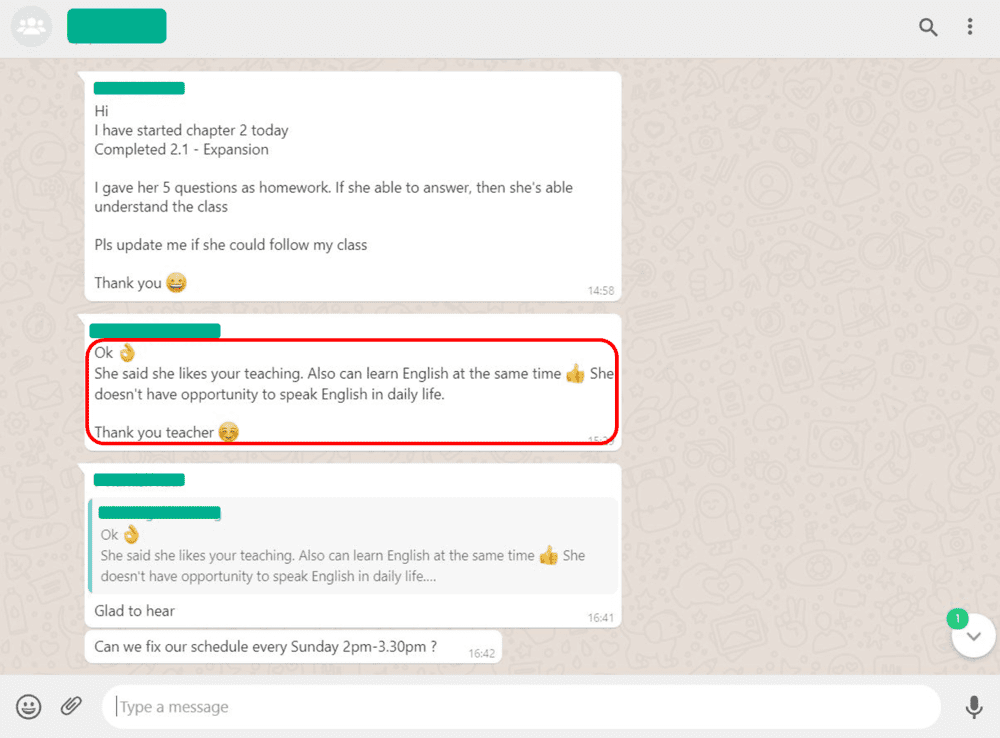 Hi
I have started chapter 2 today
Completed 2.1 - Expansion
I gave her 5 questions as homework. If she able to answer, then she's able
understand the class
Pls update me if she could follow my class
Thank you 😄
14:58
Ok 👌
She said she likes your teaching. Also can learn English at the same time 👍 She
doesn't have opportunity to speak English in daily life.
Thank you teacher ☺️
Ok 👌
She said she likes your teaching. Also can learn English at the same time 👍 She
doesn't have opportunity to speak English in daily life....
Glad to hear
16:41
Can we fix our schedule every Sunday 2pm-3.30pm ?
16:42
1
Type a message